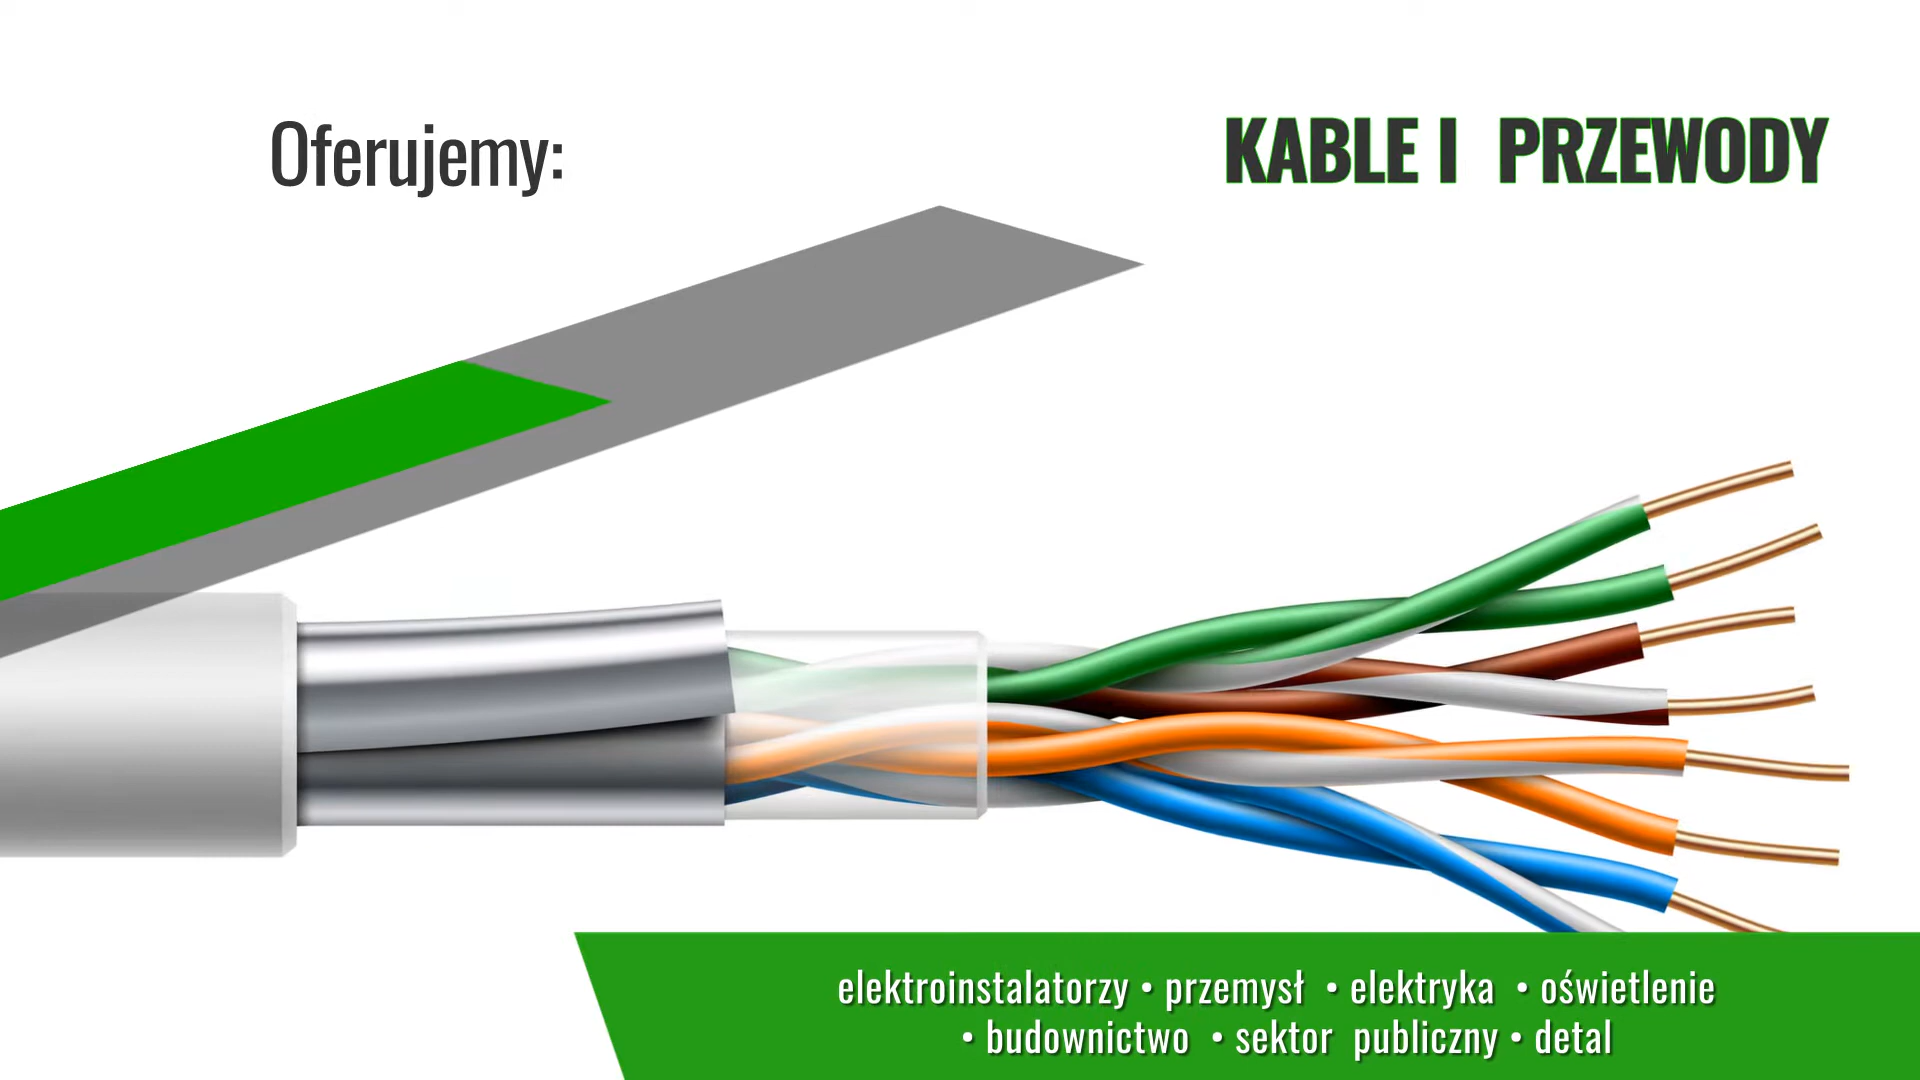 Oferujemy:
KABLE I PRZEWODY
elektroinstalatorzy • przemysł • elektryka • oświetlenie
• budownictwo • sektor publiczny • detal